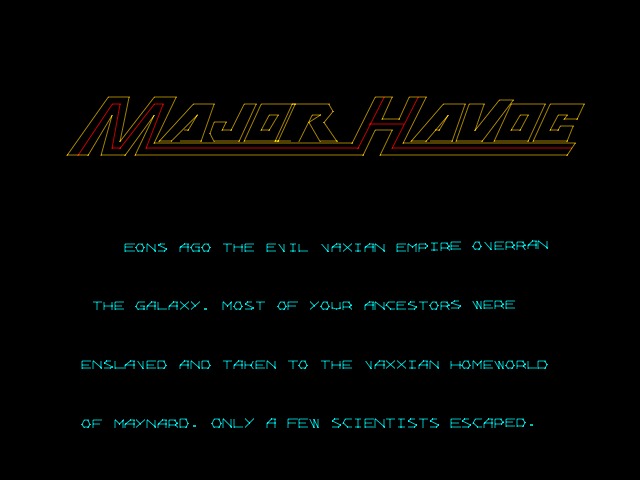 MAJOR HAVOC
EONS AGO THE EVIL VAXIAN EMPIRE OVERRAN
THE GALAXY. MOST OF YOUR ANCESTORS WERE
ENSLAVED AND TAKEN TO THE VAXXIAN HOMEWORLD
OF MAYNARD. ONLY A FEW SCIENTISTS ESCAPED.